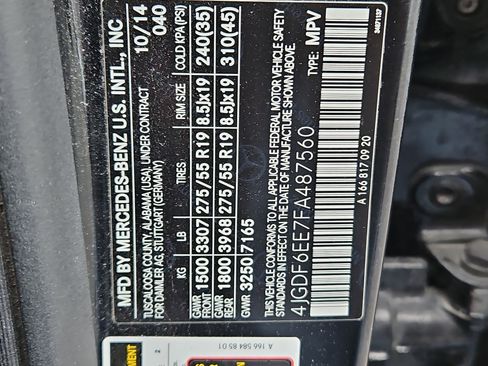 MFD BY MERCEDES-BENZ U.S. INTL., INC
TUSCALOOSA COUNTY, ALABAMA (USA), UNDER CONTRACT
FOR DAIMLER AG, STUTTGART (GERMANY)
10/14
040
KG LB TIRES RIM SIZE COLD KPA(PSI)
GAWR FRONT 1500 3307 275/55 R19 8.5Jx19 240(35)
GAWR REAR 1800 3968 275/55 R19 8.5Jx19 310(45)
GVWR 3250 7165
THIS VEHICLE CONFORMS TO ALL APPLICABLE FEDERAL MOTOR VEHICLE SAFETY
STANDARDS IN EFFECT ON THE DATE OF MANUFACTURE SHOWN ABOVE.
4JGDF6EE7FA487560 TYPE: MPV
A 166 817 09 20
A 166 584 85 01
2